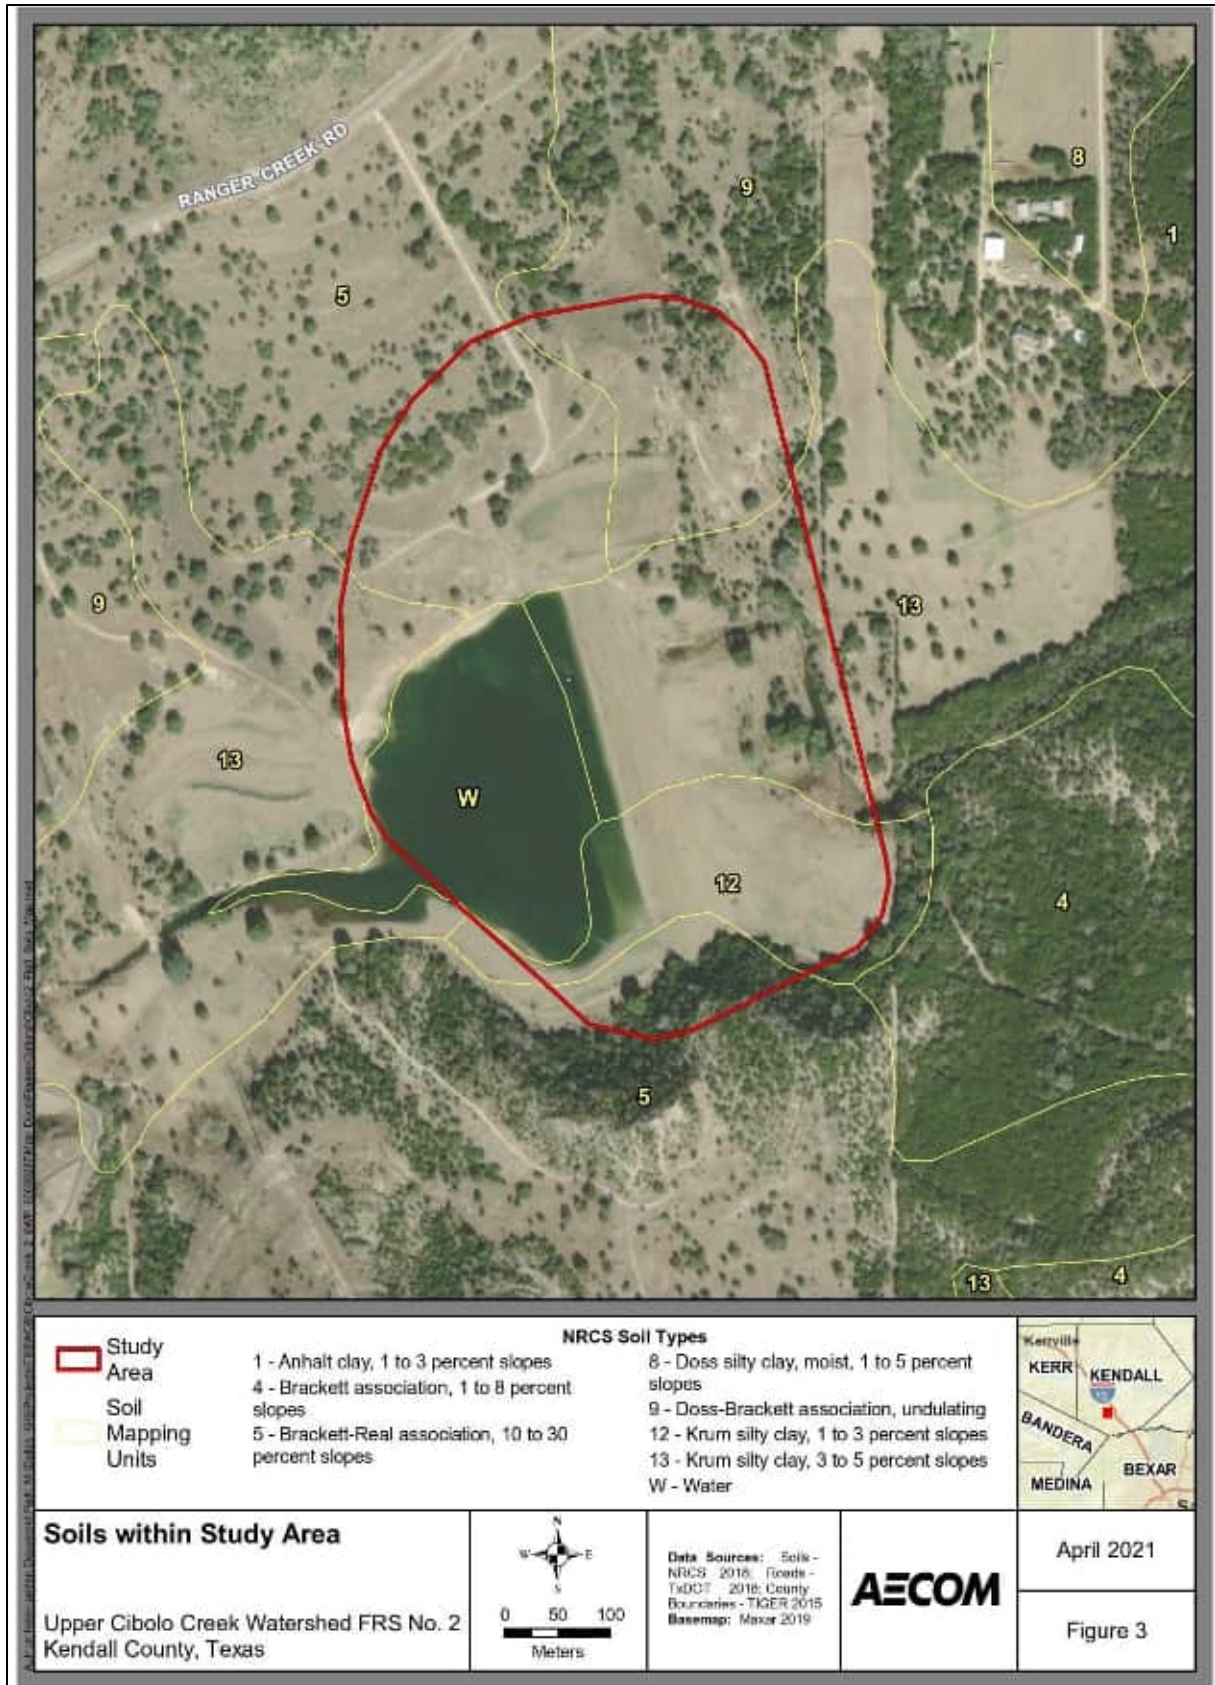 RANGER CREEK RD
8
9
1
5
9
13
13
W
12
4
5
13
4
Study
Area
Soil
Mapping
Units
NRCS Soil Types
1 - Anhalt clay, 1 to 3 percent slopes
4 - Brackett association, 1 to 8 percent
slopes
5 - Brackett-Real association, 10 to 30
percent slopes
8 - Doss silty clay, moist, 1 to 5 percent
slopes
9 - Doss-Brackett association, undulating
12 - Krum silty clay, 1 to 3 percent slopes
13 - Krum silty clay, 3 to 5 percent slopes
W - Water
Kerrville
KERR
KENDALL
BANDERA
MEDINA
BEXAR
Soils within Study Area
Upper Cibolo Creek Watershed FRS No. 2
Kendall County, Texas
N
W
E
S
0 50 100
Meters
Data Sources: Soils -
NRCS 2018; Roads -
TxDOT 2018; County
Boundaries - TIGER 2015
Basemap: Maxar 2019
AECOM
April 2021
Figure 3